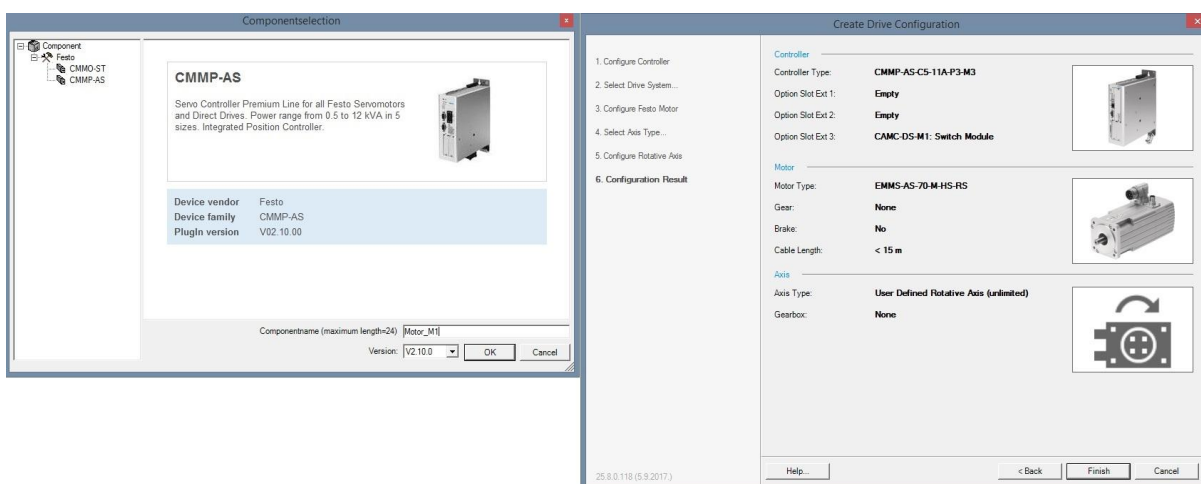 Componentselection
Component
Festo
CMMO-ST
CMMP-AS
CMMP-AS
Servo Controller Premium Line for all Festo Servomotors
and Direct Drives. Power range from 0.5 to 12 kVA in 5
sizes. Integrated Position Controller.
Device vendor Festo
Device family CMMP-AS
PlugIn version V02.10.00
Componentname (maximum length=24) Motor_M1
Version: V2.10.0 OK Cancel
Create Drive Configuration
1. Configure Controller
2. Select Drive System...
3. Configure Festo Motor
4. Select Axis Type...
5. Configure Rotative Axis
6. Configuration Result
25.8.0.118 (5.9.2017.)
Controller
Controller Type: CMMP-AS-C5-11A-P3-M3
Option Slot Ext 1: Empty
Option Slot Ext 2: Empty
Option Slot Ext 3: CAMC-DS-M1: Switch Module
Motor
Motor Type: EMMS-AS-70-M-HS-RS
Gear: None
Brake: No
Cable Length: < 15 m
Axis
Axis Type: User Defined Rotative Axis (unlimited)
Gearbox: None
Help... < Back Finish Cancel